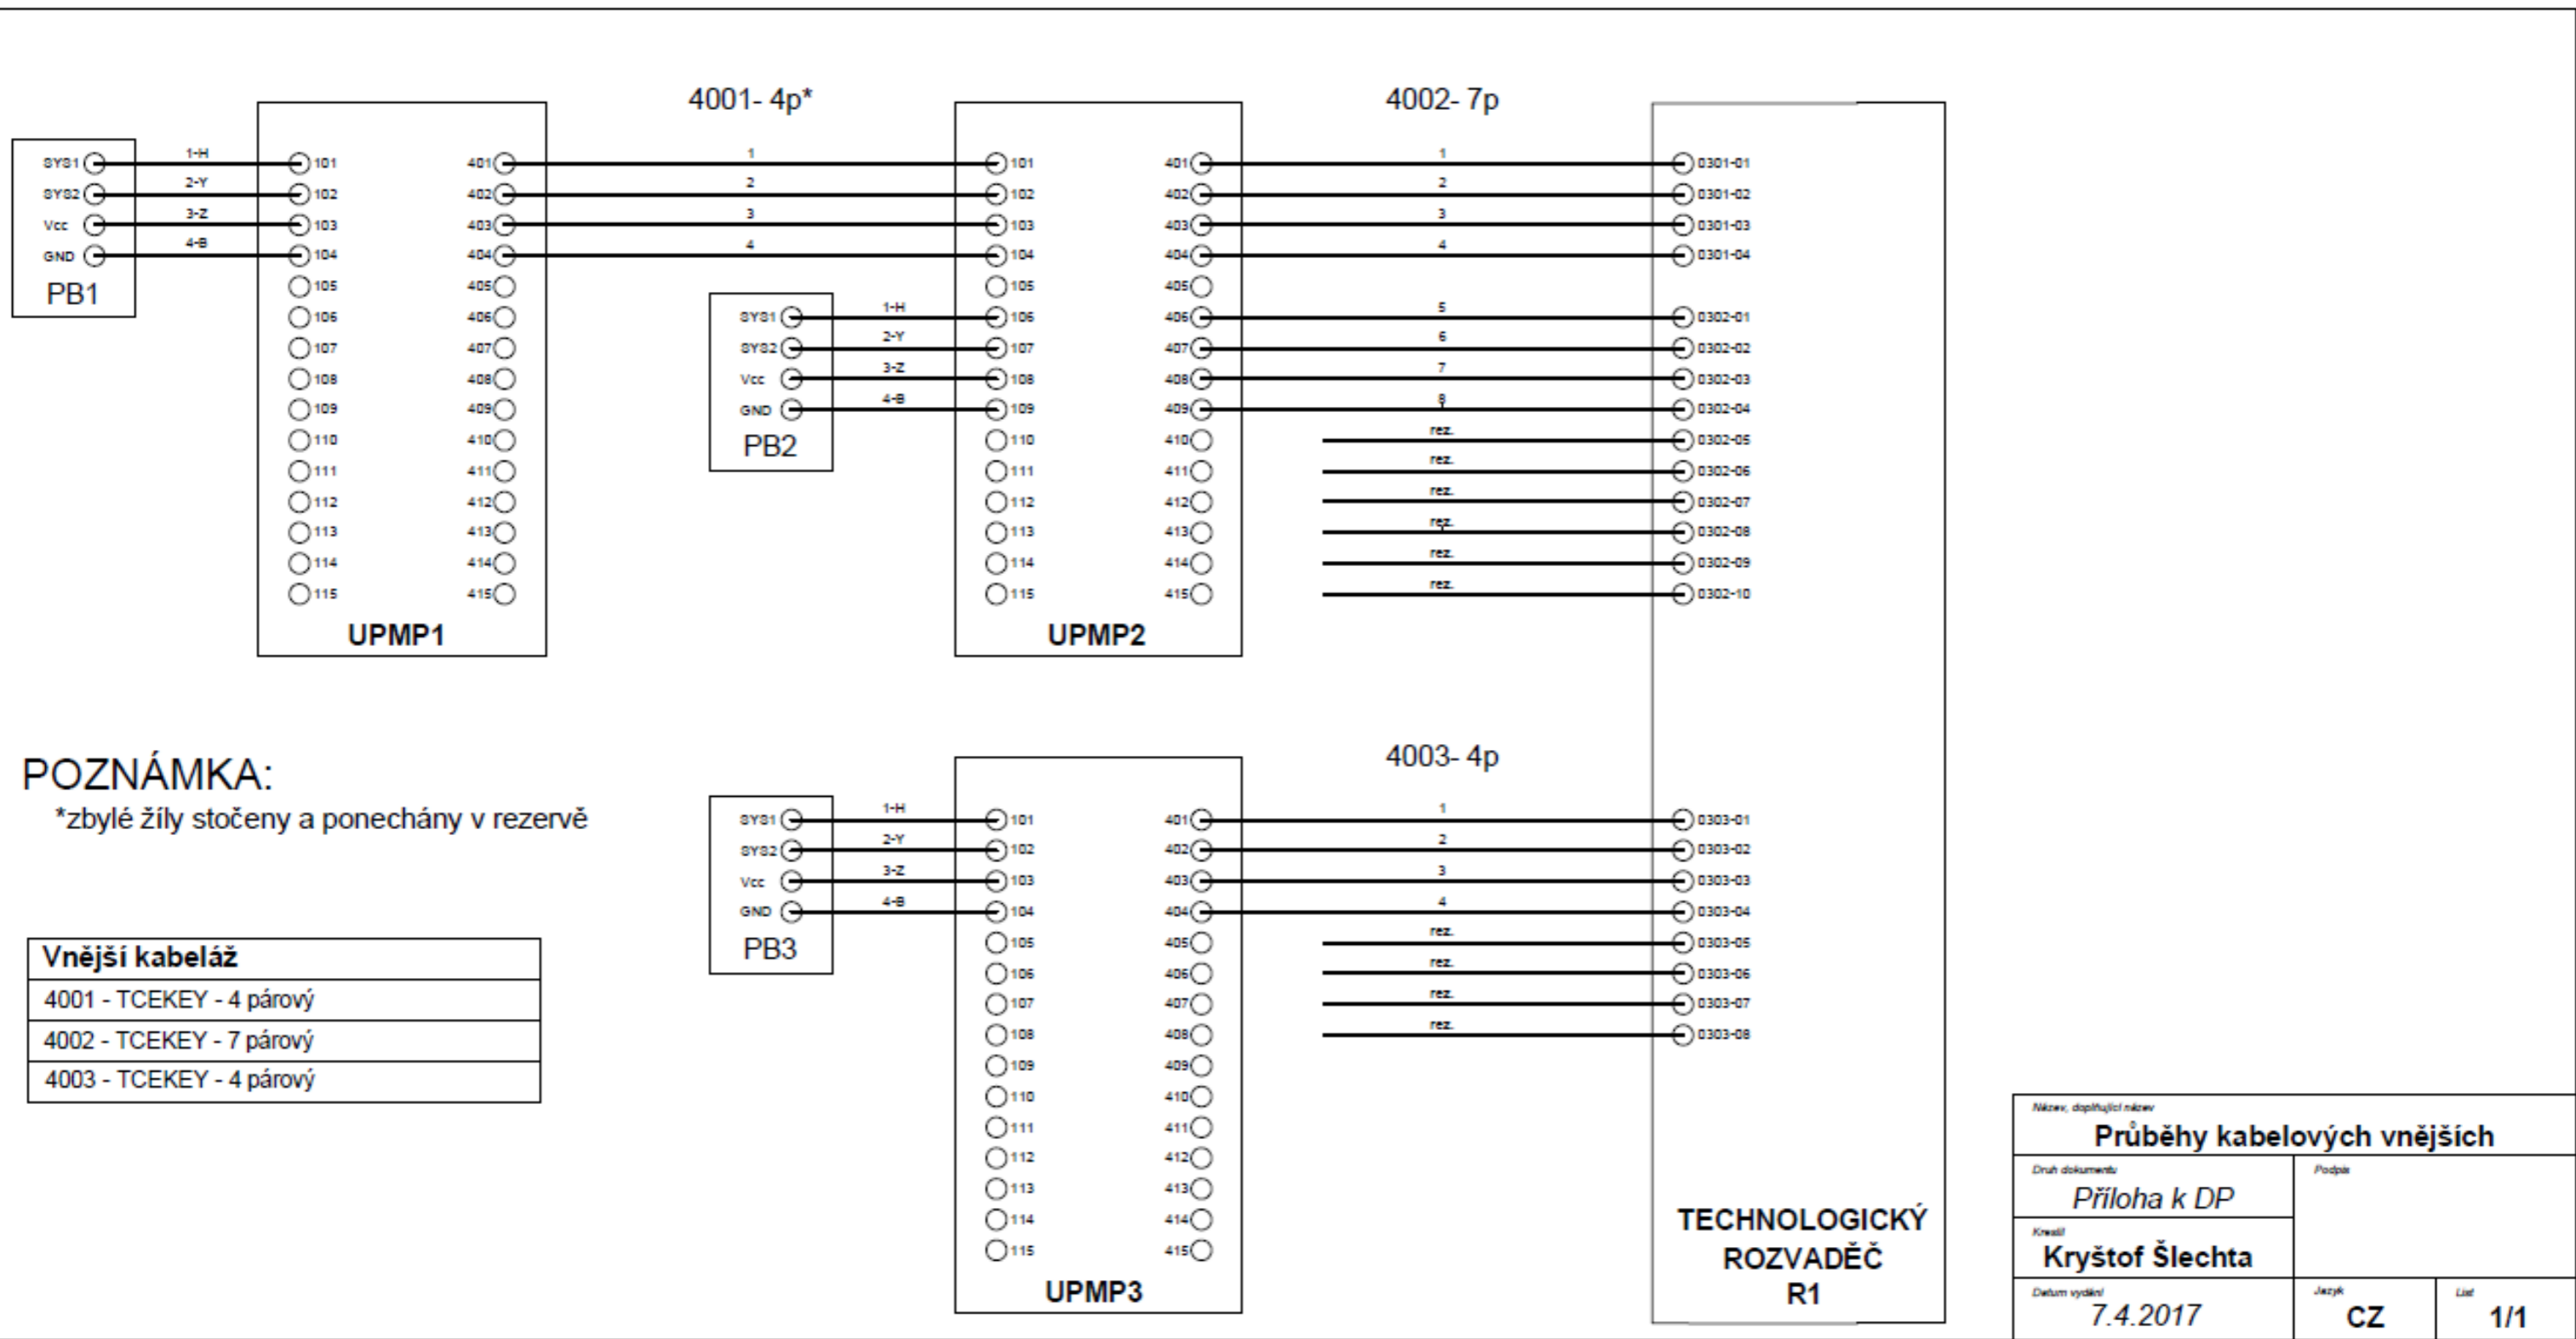 4001- 4p*
4002- 7p
SYS1
SYS2
Vcc
GND
PB1
1-H
2-Y
3-Z
4-B
101
102
103
104
105
106
107
108
109
110
111
112
113
114
115
401
402
403
404
405
406
407
408
409
410
411
412
413
414
415
UPMP1
1
2
3
4
SYS1
SYS2
Vcc
GND
PB2
1-H
2-Y
3-Z
4-B
101
102
103
104
105
106
107
108
109
110
111
112
113
114
115
401
402
403
404
405
406
407
408
409
410
411
412
413
414
415
UPMP2
1
2
3
4
5
6
7
8
rez.
rez.
rez.
rez.
rez.
rez.
0301-01
0301-02
0301-03
0301-04
0302-01
0302-02
0302-03
0302-04
0302-05
0302-06
0302-07
0302-08
0302-09
0302-10
POZNÁMKA:
*zbylé žíly stočeny a ponechány v rezervě
Vnější kabeláž
4001 - TCEKEY - 4 párový
4002 - TCEKEY - 7 párový
4003 - TCEKEY - 4 párový
4003- 4p
SYS1
SYS2
Vcc
GND
PB3
1-H
2-Y
3-Z
4-B
101
102
103
104
105
106
107
108
109
110
111
112
113
114
115
401
402
403
404
405
406
407
408
409
410
411
412
413
414
415
UPMP3
1
2
3
4
rez.
rez.
rez.
rez.
0303-01
0303-02
0303-03
0303-04
0303-05
0303-06
0303-07
0303-08
TECHNOLOGICKÝ
ROZVADĚČ
R1
Název, doplňující název
Průběhy kabelových vnějších
Druh dokumentu
Příloha k DP
Podpis
Kreslil
Kryštof Šlechta
Datum vydání
7.4.2017
Jazyk
CZ
List
1/1